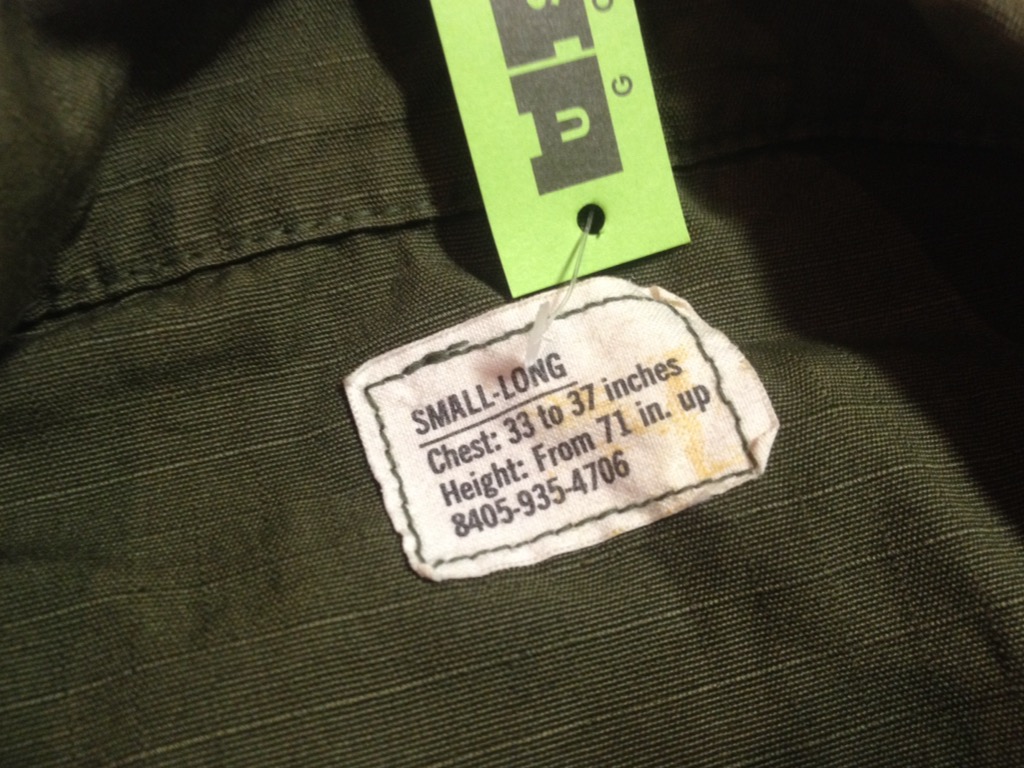 SMALL-LONG
Chest: 33 to 37 inches
Height: From 71 in. up
8405-935-4706